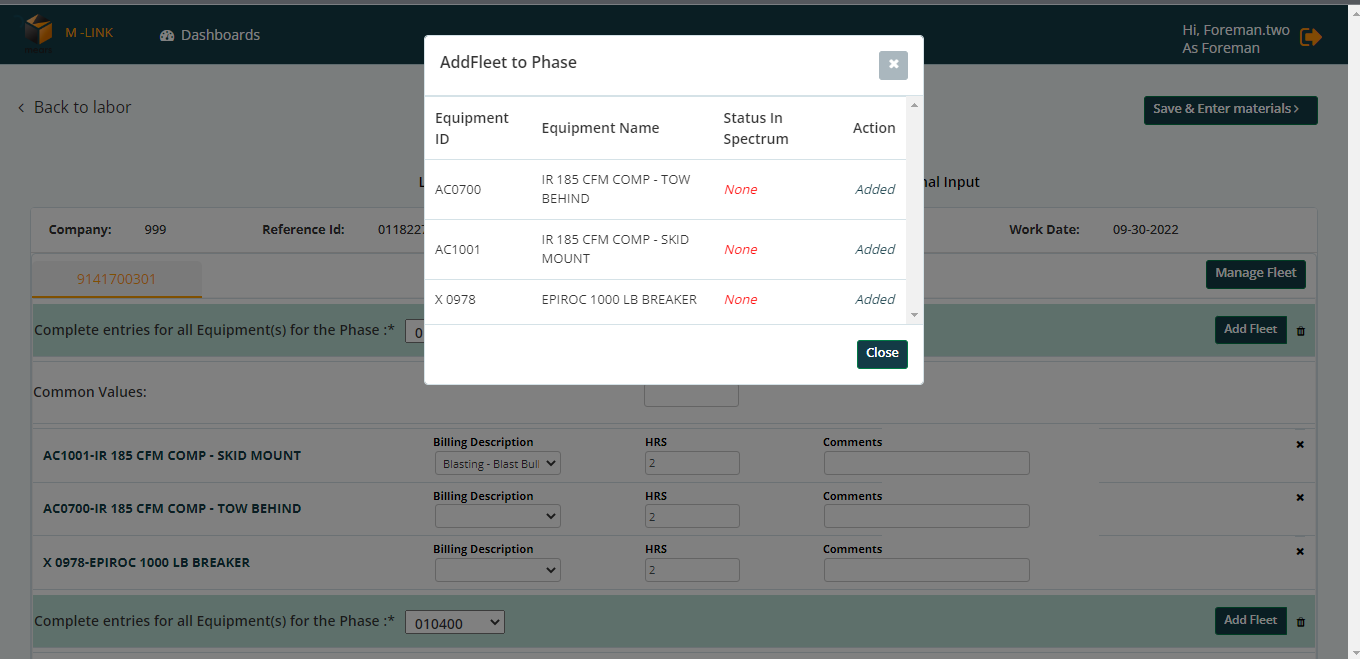 M -LINK
Dashboards
Hi, Foreman.two
As Foreman
AddFleet to Phase
Back to labor
Save & Enter materials
Equipment ID
Equipment Name
Status In Spectrum
Action
AC0700
IR 185 CFM COMP - TOW BEHIND
None
Added
AC1001
IR 185 CFM COMP - SKID MOUNT
None
Added
X 0978
EPIROC 1000 LB BREAKER
None
Added
Close
Input
Company: 999
Reference Id:
Work Date: 09-30-2022
9141700301
Manage Fleet
Complete entries for all Equipment(s) for the Phase :*
Add Fleet
Common Values:
Billing Description
HRS
Comments
AC1001-IR 185 CFM COMP - SKID MOUNT
Blasting - Blast Bull
2
Billing Description
HRS
Comments
AC0700-IR 185 CFM COMP - TOW BEHIND
2
Billing Description
HRS
Comments
X 0978-EPIROC 1000 LB BREAKER
2
Complete entries for all Equipment(s) for the Phase :* 010400
Add Fleet